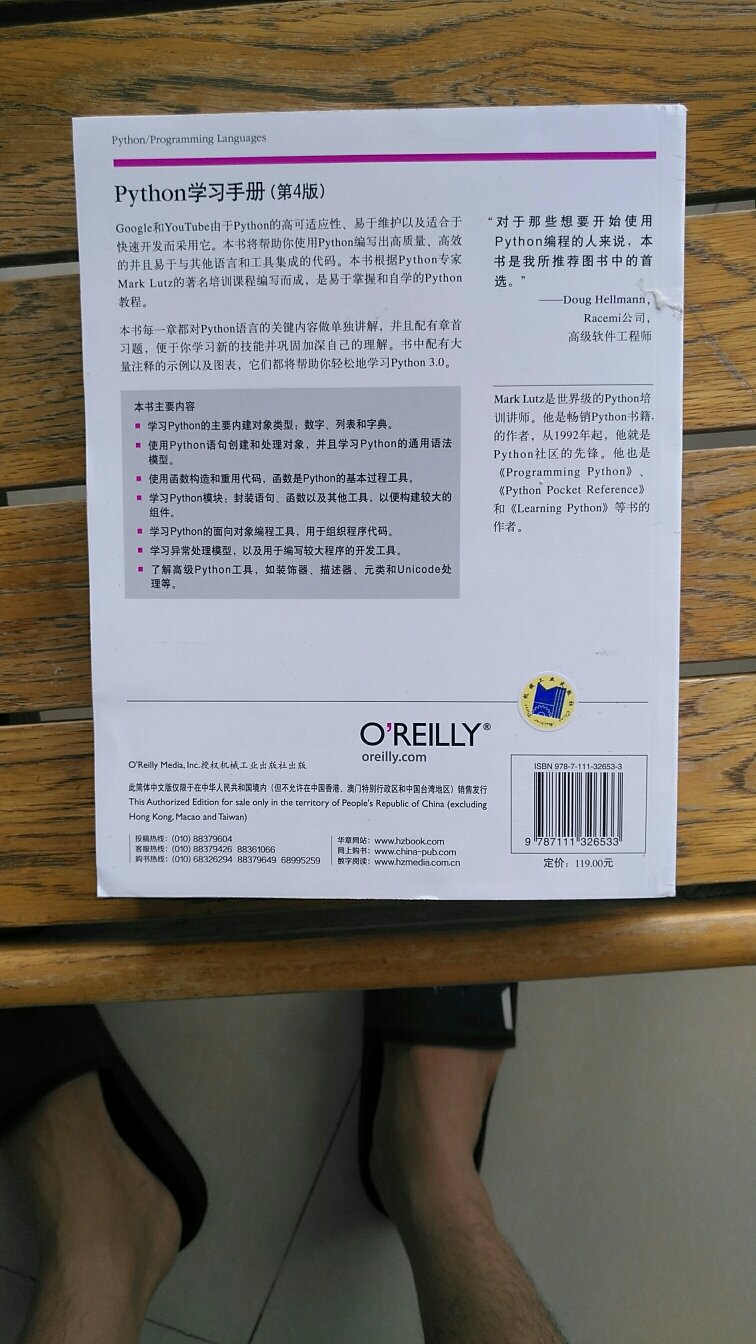 Python/Programming Languages
Python学习手册(第4版)
Google和YouTube由于Python的高可适应性、易于维护以及适合于
快速开发而采用它。本书将帮助你使用Python编写出高质量、高效
的并且易于与其他语言和工具集成的代码。本书根据Python专家
Mark Lutz的著名培训课程编写而成，是易于掌握和自学的Python
教程。
本书每一章都对Python语言的关键内容做单独讲解，并且配有章首
习题，便于你学习新的技能并巩固加深自己的理解。书中配有大
量注释的示例以及图表，它们都将帮助你轻松地学习Python 3.0。
本书主要内容
■ 学习Python的主要内建对象类型：数字、列表和字典。
■ 使用Python语句创建和处理对象，并且学习Python的通用语法
模型。
■ 使用函数构造和重用代码，函数是Python的基本过程工具。
■ 学习Python模块：封装语句、函数以及其他工具，以便构建较大的
组件。
■ 学习Python的面向对象编程工具，用于组织程序代码。
■ 学习异常处理模型，以及用于编写较大程序的开发工具。
■ 了解高级Python工具，如装饰器、描述器、元类和Unicode处
理等。
“对于那些想要开始使用
Python编程的人来说，本
书是我所推荐图书中的首
选。”
——Doug Hellmann，
Racemi公司，
高级软件工程师
Mark Lutz是世界级的Python培
训讲师。他是畅销Python书籍
的作者，从1992年起，他就是
Python社区的先锋。他也是
《Programming Python》、
《Python Pocket Reference》
和《Learning Python》等书的
作者。
O'REILLY®
oreilly.com
O'Reilly Media, Inc.授权机械工业出版社出版
此简体中文版仅限于在中华人民共和国境内（但不允许在中国香港、澳门特别行政区和中国台湾地区）销售发行
This Authorized Edition for sale only in the territory of People's Republic of China (excluding
Hong Kong, Macao and Taiwan)
投稿热线：(010) 88379604
客服热线：(010) 88379426 88361066
购书热线：(010) 68326294 88379649 68995259
华章网站：www.hzbook.com
网上购书：www.china-pub.com
数字阅读：www.hzmedia.com.cn
ISBN 978-7-111-32653-3
9 787111 326533
定价：119.00元